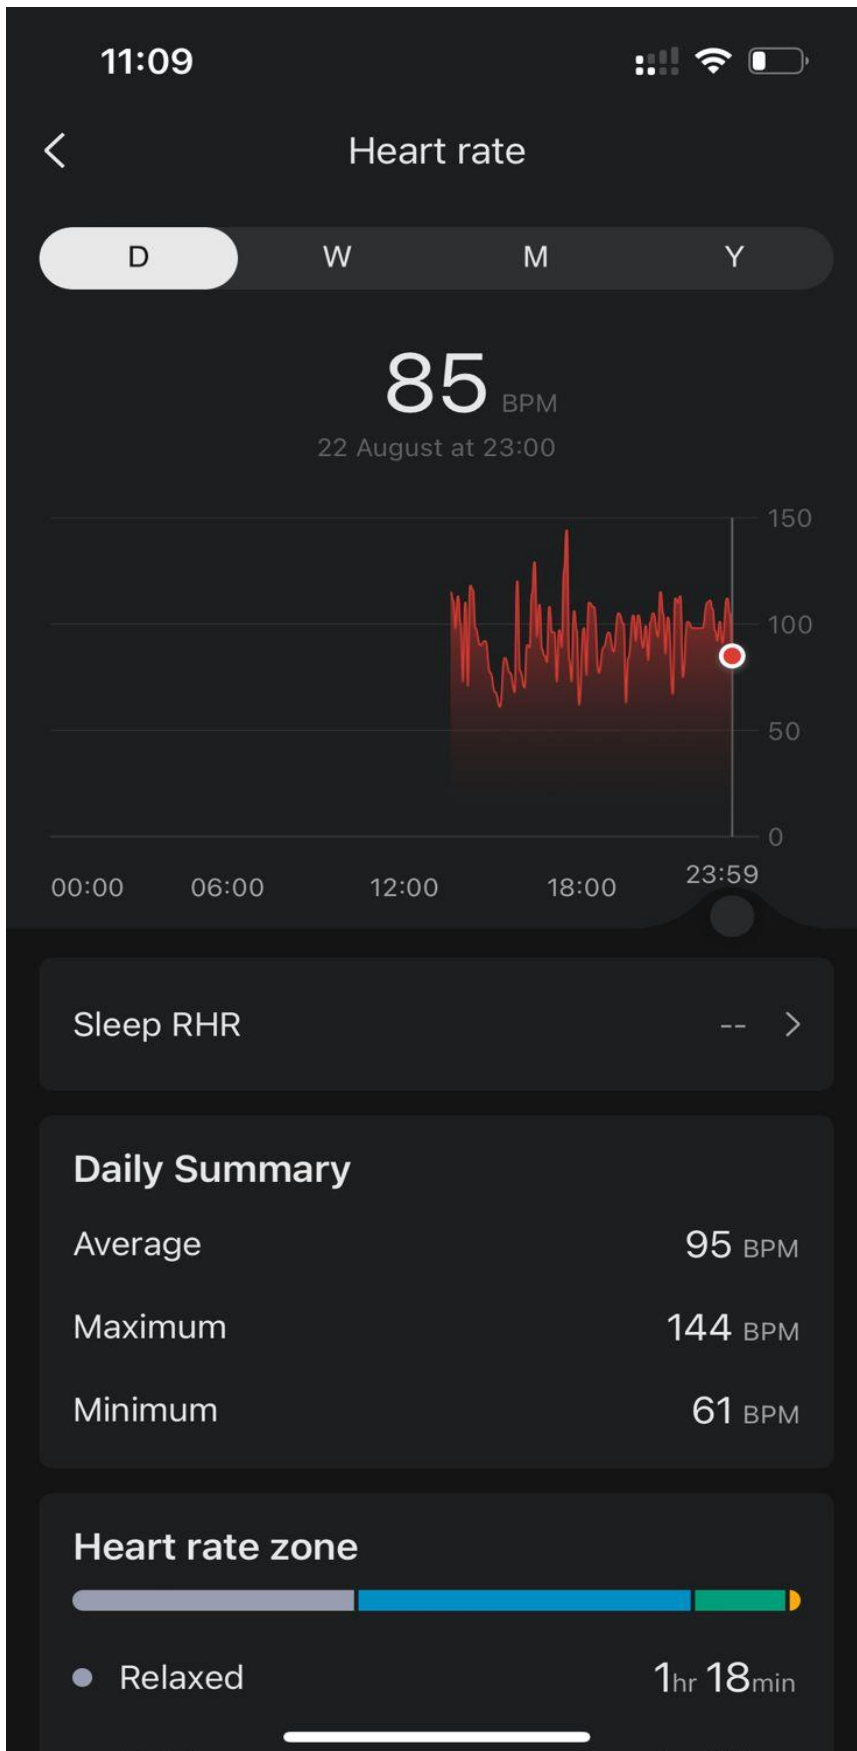 11:09
Heart rate
D W M Y
85 BPM
22 August at 23:00
150
100
50
0
00:00 06:00 12:00 18:00 23:59
Sleep RHR --
Daily Summary
Average 95 BPM
Maximum 144 BPM
Minimum 61 BPM
Heart rate zone
Relaxed 1hr 18min